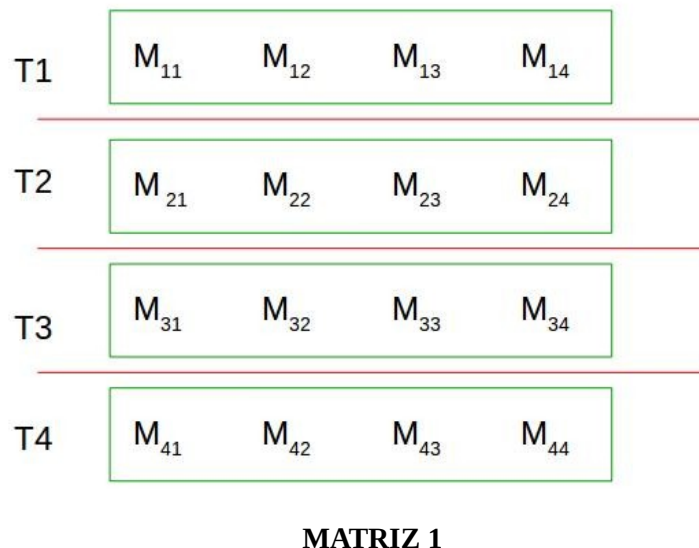 T1 M₁₁ M₁₂ M₁₃ M₁₄
T2 M₂₁ M₂₂ M₂₃ M₂₄
T3 M₃₁ M₃₂ M₃₃ M₃₄
T4 M₄₁ M₄₂ M₄₃ M₄₄
MATRIZ 1